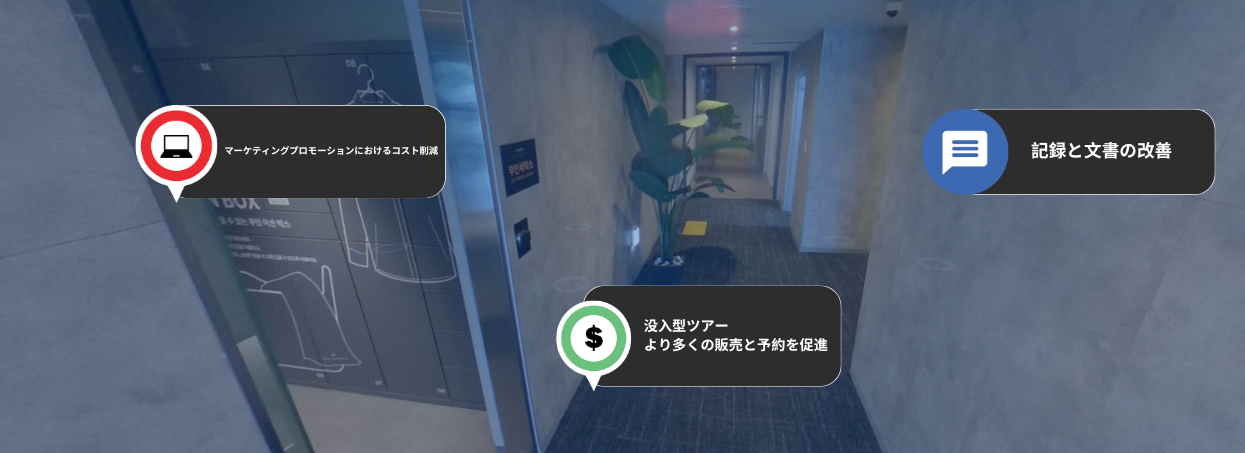 マーケティングプロモーションにおけるコスト削減
記録と文書の改善
没入型ツアー
より多くの販売と予約を促進
$
BOX